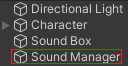 Directional Light
Character
Sound Box
Sound Manager